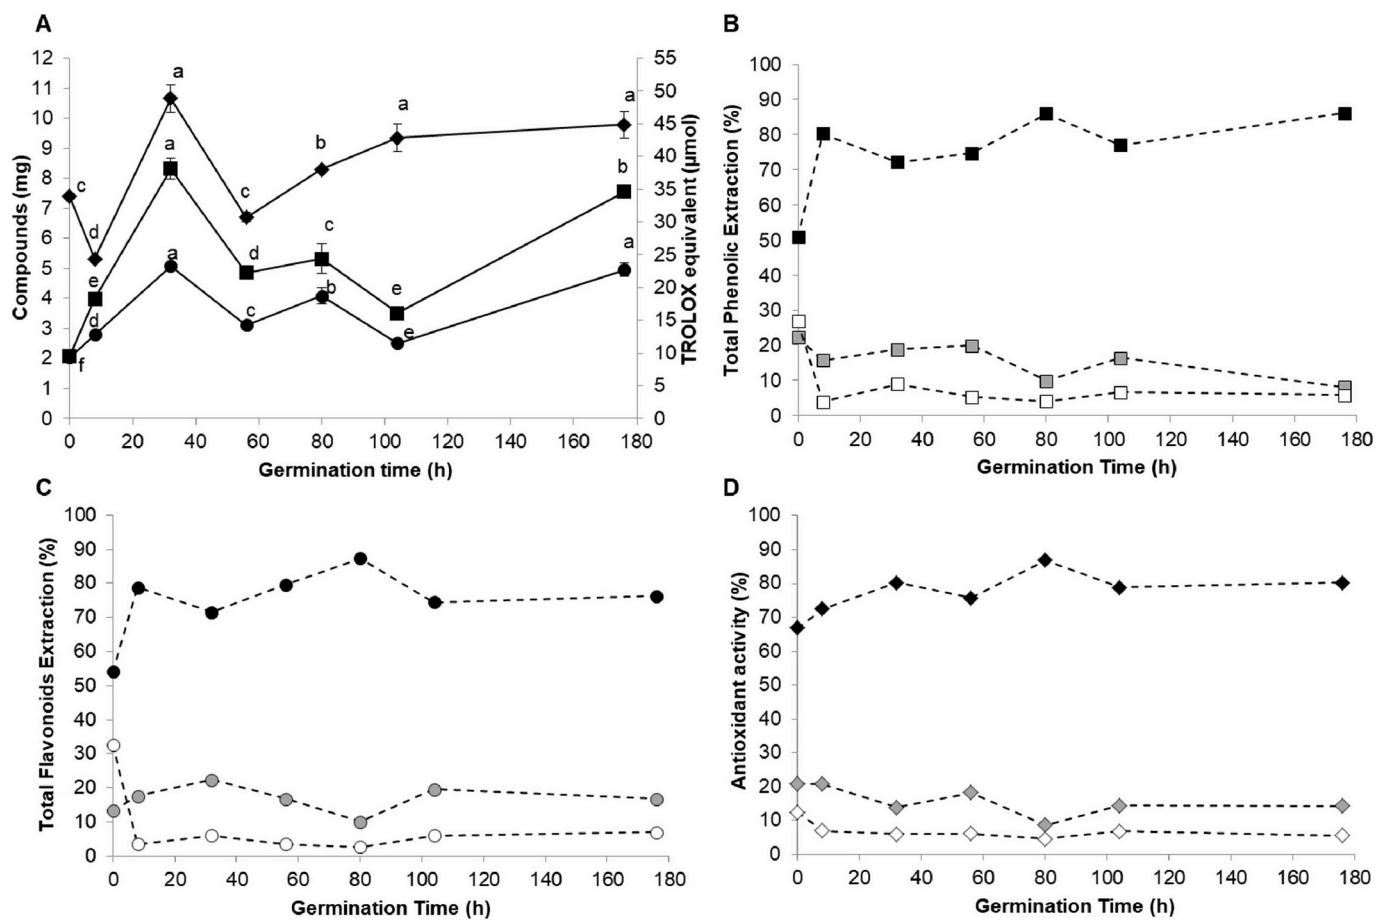 A
Compounds (mg)
12
11
10
9
8
7
6
5
4
3
2
1
0
TROLOX equivalent (µmol)
55
50
45
40
35
30
25
20
15
10
5
0
c
d
a
c
b
a
a
e
a
d
c
e
b
f
d
a
c
b
e
a
0 20 40 60 80 100 120 140 160 180
Germination time (h)
B
Total Phenolic Extraction (%)
100
90
80
70
60
50
40
30
20
10
0
0 20 40 60 80 100 120 140 160 180
Germination Time (h)
C
Total Flavonoids Extraction (%)
100
90
80
70
60
50
40
30
20
10
0
0 20 40 60 80 100 120 140 160 180
Germination Time (h)
D
Antioxidant activity (%)
100
90
80
70
60
50
40
30
20
10
0
0 20 40 60 80 100 120 140 160 180
Germination Time (h)